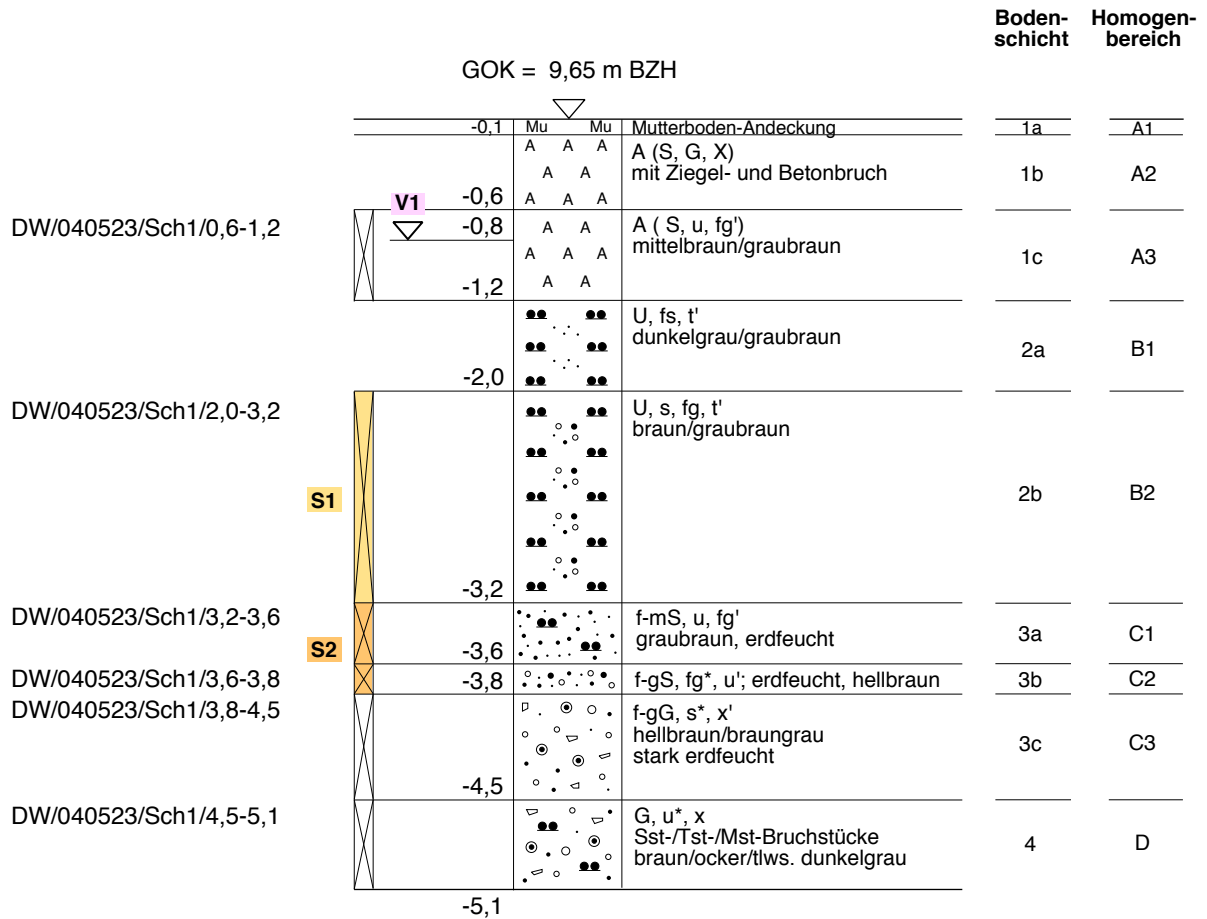 Boden- Homogen-
schicht bereich
GOK = 9,65 m BZH
-0,1 Mu Mu Mutterboden-Andeckung 1a A1
A A A A (S, G, X)
A A mit Ziegel- und Betonbruch 1b A2
-0,6 A A A
V1
DW/040523/Sch1/0,6-1,2 -0,8 A A A ( S, u, fg')
A A A mittelbraun/graubraun 1c A3
-1,2 A A
U, fs, t'
dunkelgrau/graubraun 2a B1
-2,0
DW/040523/Sch1/2,0-3,2 U, s, fg, t'
braun/graubraun
S1 2b B2
-3,2
DW/040523/Sch1/3,2-3,6 f-mS, u, fg'
graubraun, erdfeucht 3a C1
S2 -3,6
DW/040523/Sch1/3,6-3,8 -3,8 f-gS, fg*, u'; erdfeucht, hellbraun 3b C2
DW/040523/Sch1/3,8-4,5 f-gG, s*, x'
hellbraun/braungrau 3c C3
stark erdfeucht
-4,5
DW/040523/Sch1/4,5-5,1 G, u*, x
Sst-/Tst-/Mst-Bruchstücke 4 D
braun/ocker/tlws. dunkelgrau
-5,1